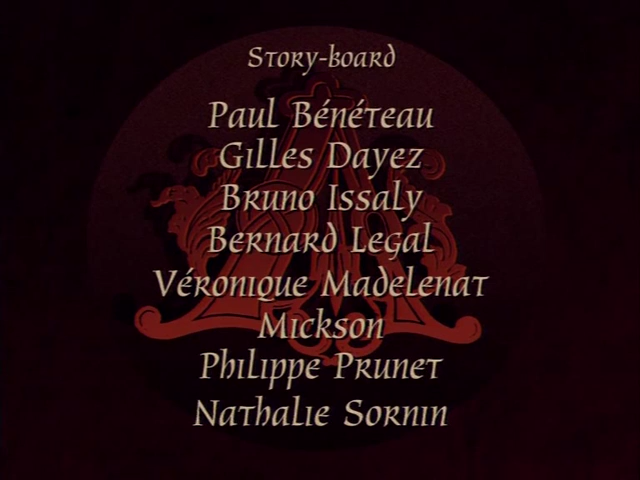 Story-board
Paul Bénéteau
Gilles Dayez
Bruno Issaly
Bernard Legal
Véronique Madelenat
Mickson
Philippe Prunet
Nathalie Sornin